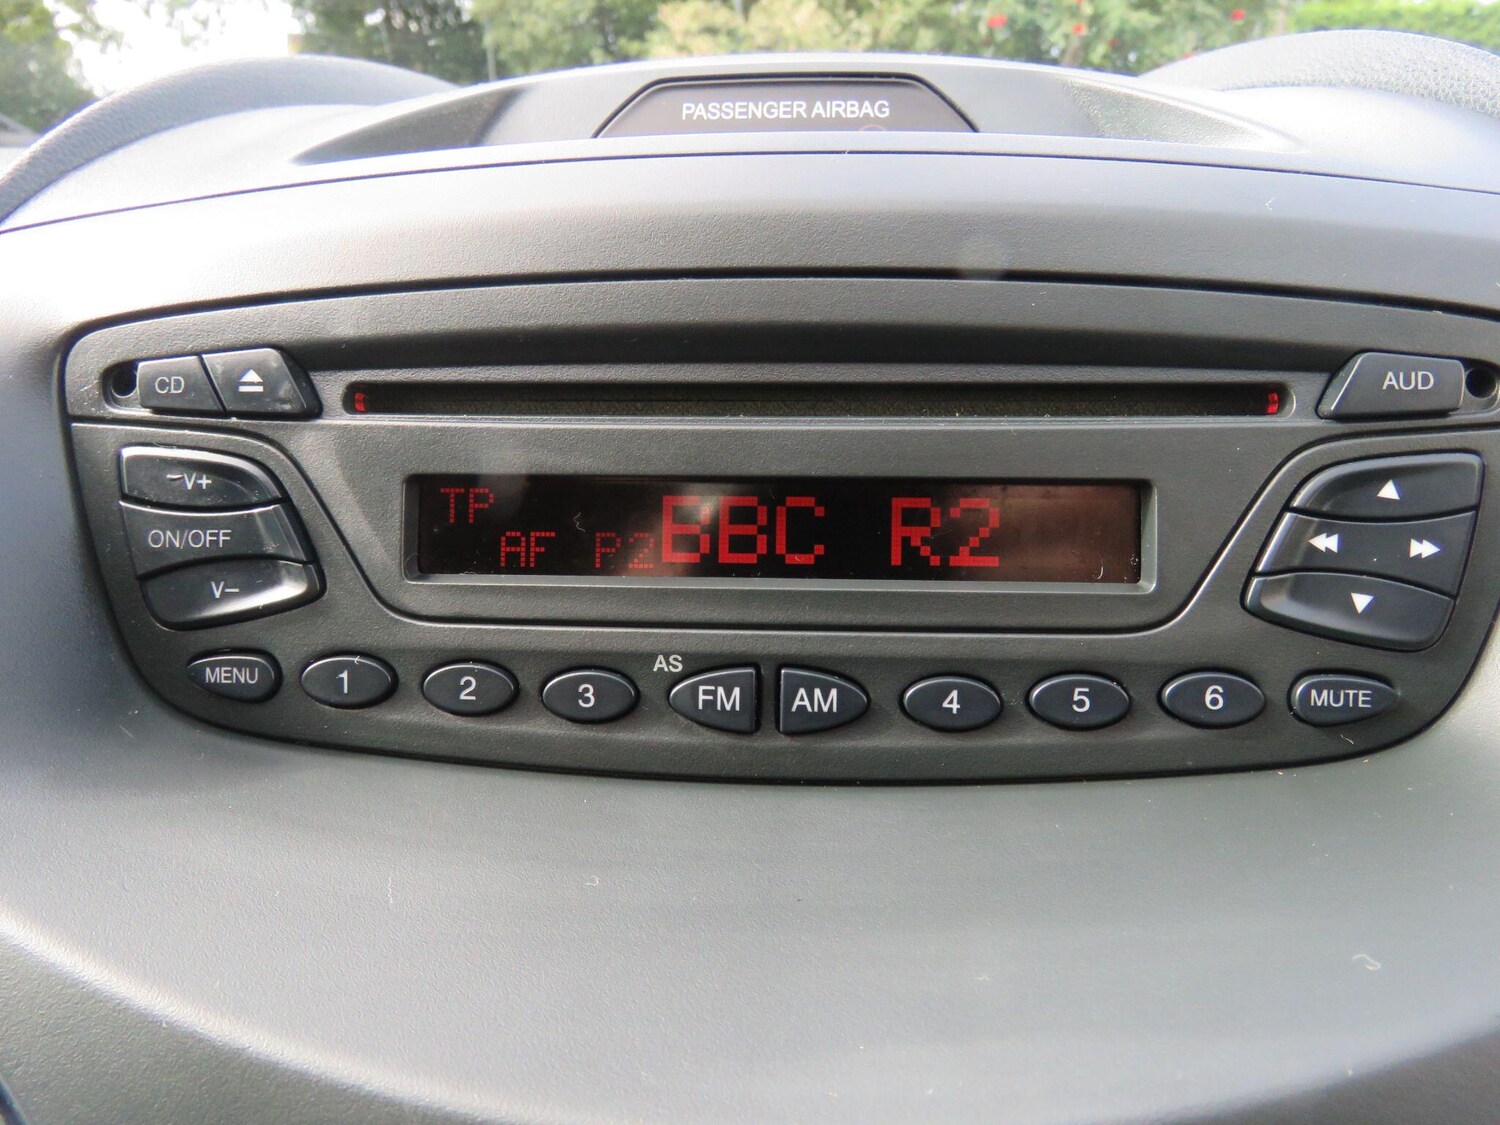 PASSENGER AIRBAG
CD
AUD
V+
ON/OFF
V-
TP
AF P2 BBC R2
MENU 1 2 3 AS FM AM 4 5 6 MUTE